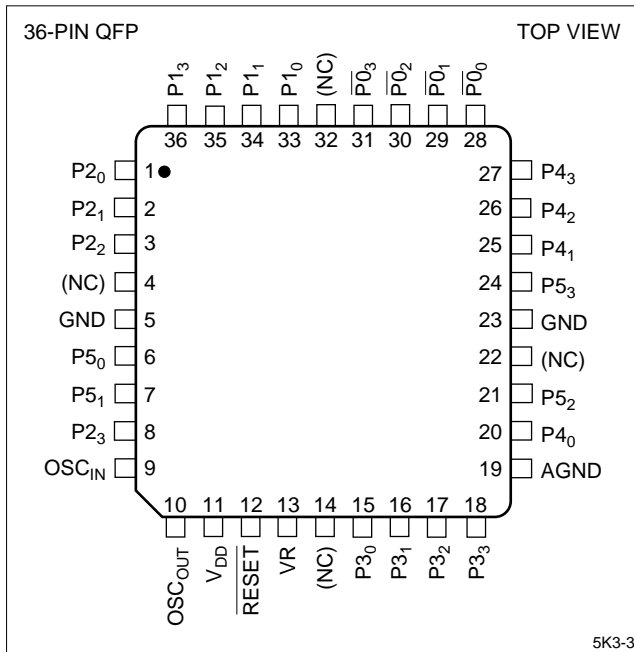 36-PIN QFP TOP VIEW
P1₃ P1₂ P1₁ P1₀ (NC) P̅0̅₃ P̅0̅₂ P̅0̅₁ P̅0̅₀
36 35 34 33 32 31 30 29 28
P2₀ 1 27 P4₃
P2₁ 2 26 P4₂
P2₂ 3 25 P4₁
(NC) 4 24 P5₃
GND 5 23 GND
P5₀ 6 22 (NC)
P5₁ 7 21 P5₂
P2₃ 8 20 P4₀
OSC_IN 9 19 AGND
10 11 12 13 14 15 16 17 18
OSC_OUT V_DD R̅E̅S̅E̅T̅ VR (NC) P3₀ P3₁ P3₂ P3₃
5K3-3